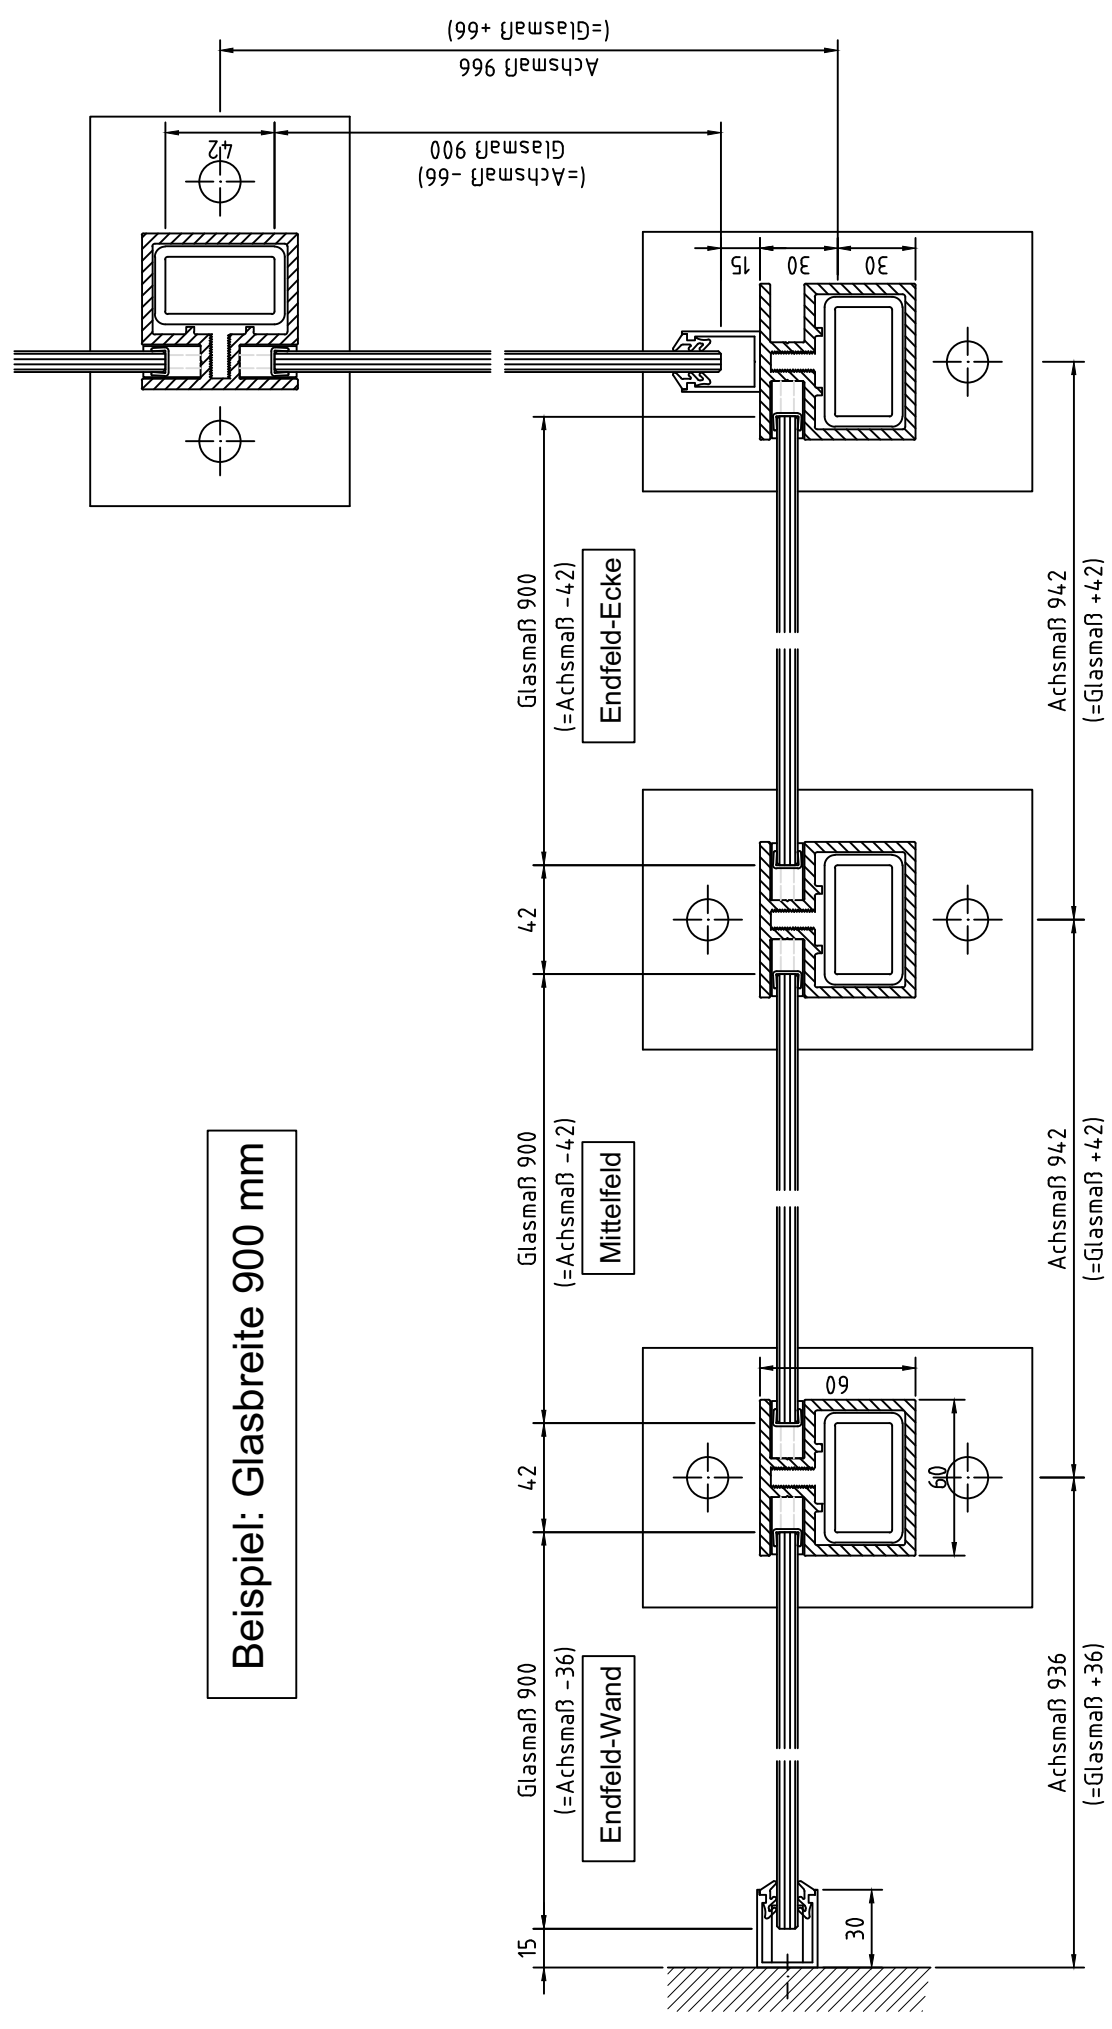 Beispiel: Glasbreite 900 mm
15
Glasmaß 900
(=Achsmaß -36)
Endfeld-Wand
42
Glasmaß 900
(=Achsmaß -42)
Mittelfeld
42
Glasmaß 900
(=Achsmaß -42)
Endfeld-Ecke
30
60
60
Achsmaß 936
(=Glasmaß +36)
Achsmaß 942
(=Glasmaß +42)
Achsmaß 942
(=Glasmaß +42)
42
Glasmaß 900
(=Achsmaß -66)
15
30
30
Achsmaß 966
(=Glasmaß +66)